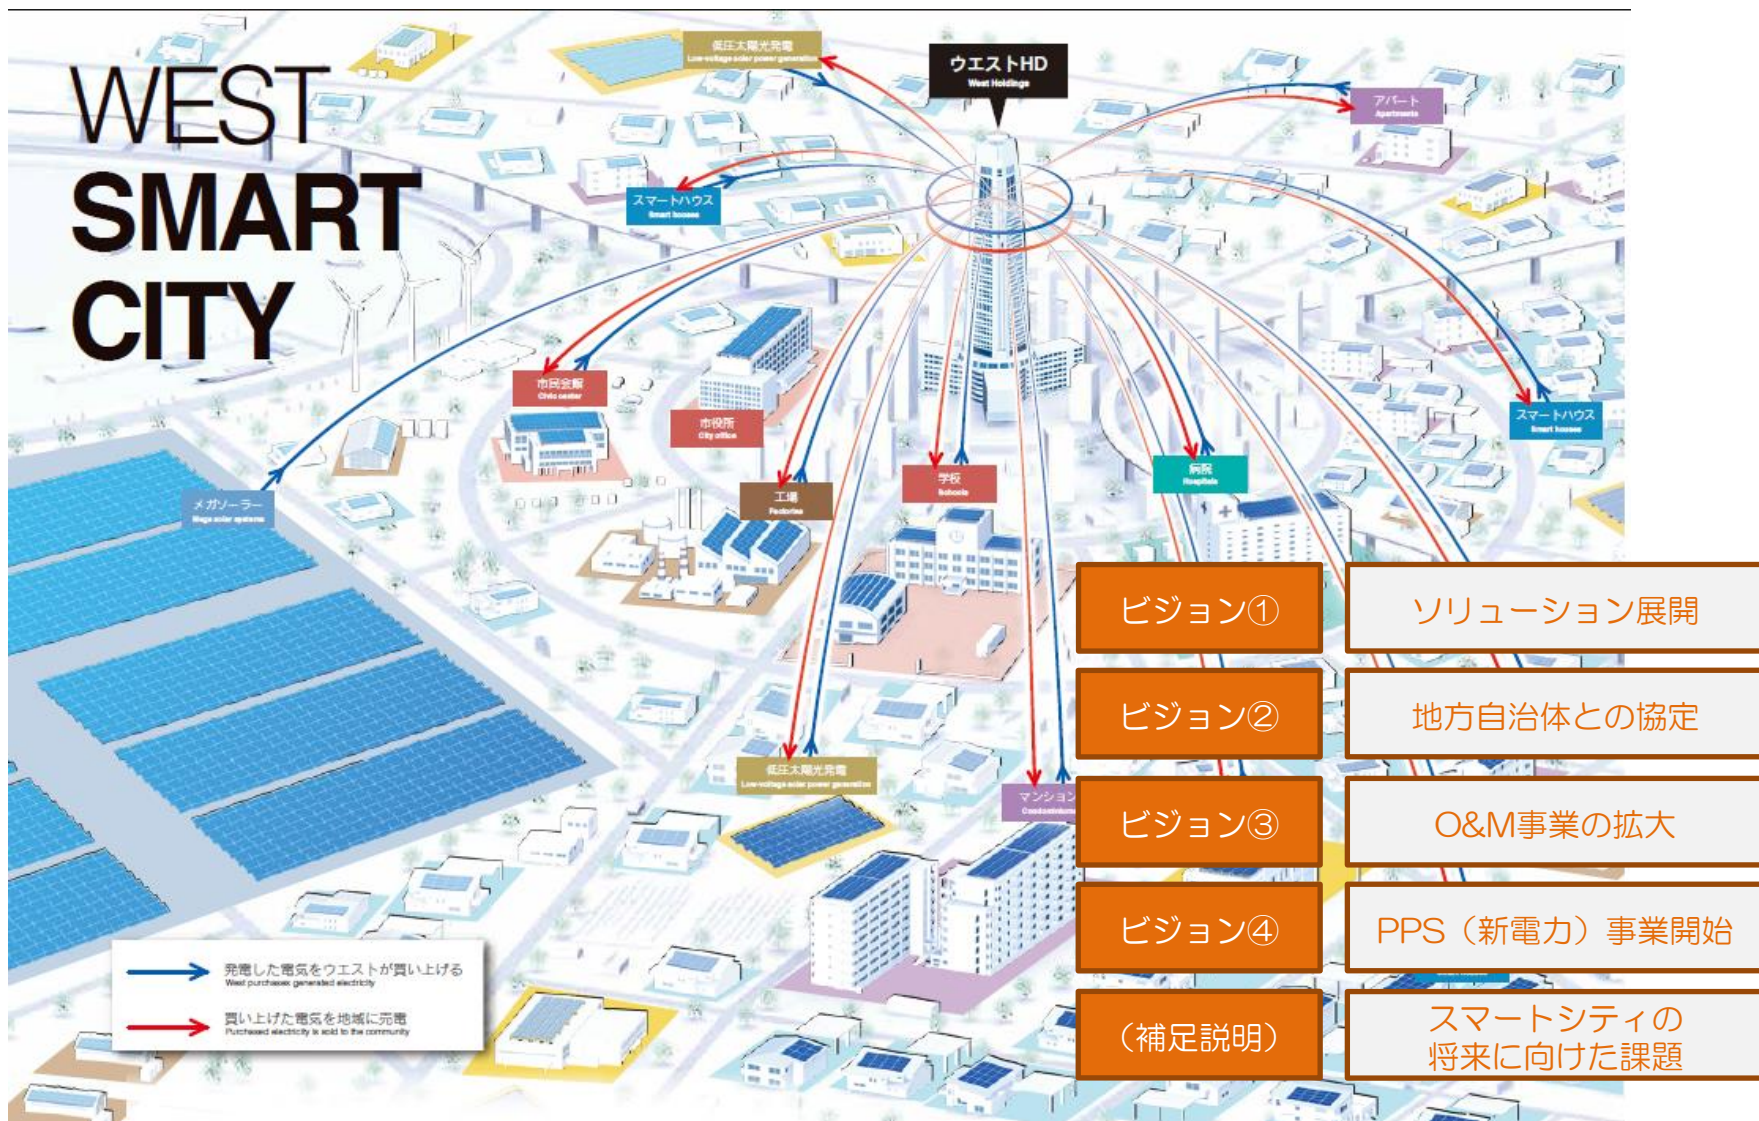 WEST
SMART
CITY
低圧太陽光発電
Low-voltage solar power generation
ウエストHD
West Holdings
アパート
Apartments
スマートハウス
Smart houses
市民会館
Civic center
市役所
City office
スマートハウス
Smart houses
メガソーラー
Mega solar systems
工場
Factories
学校
Schools
病院
Hospitals
低圧太陽光発電
Low-voltage solar power generation
マンション
Condominiums
ビジョン①
ソリューション展開
ビジョン②
地方自治体との協定
ビジョン③
O&M事業の拡大
ビジョン④
PPS（新電力）事業開始
（補足説明）
スマートシティの
将来に向けた課題
発電した電気をウエストが買い上げる
West purchases generated electricity
買い上げた電気を地域に売電
Purchased electricity is sold to the community